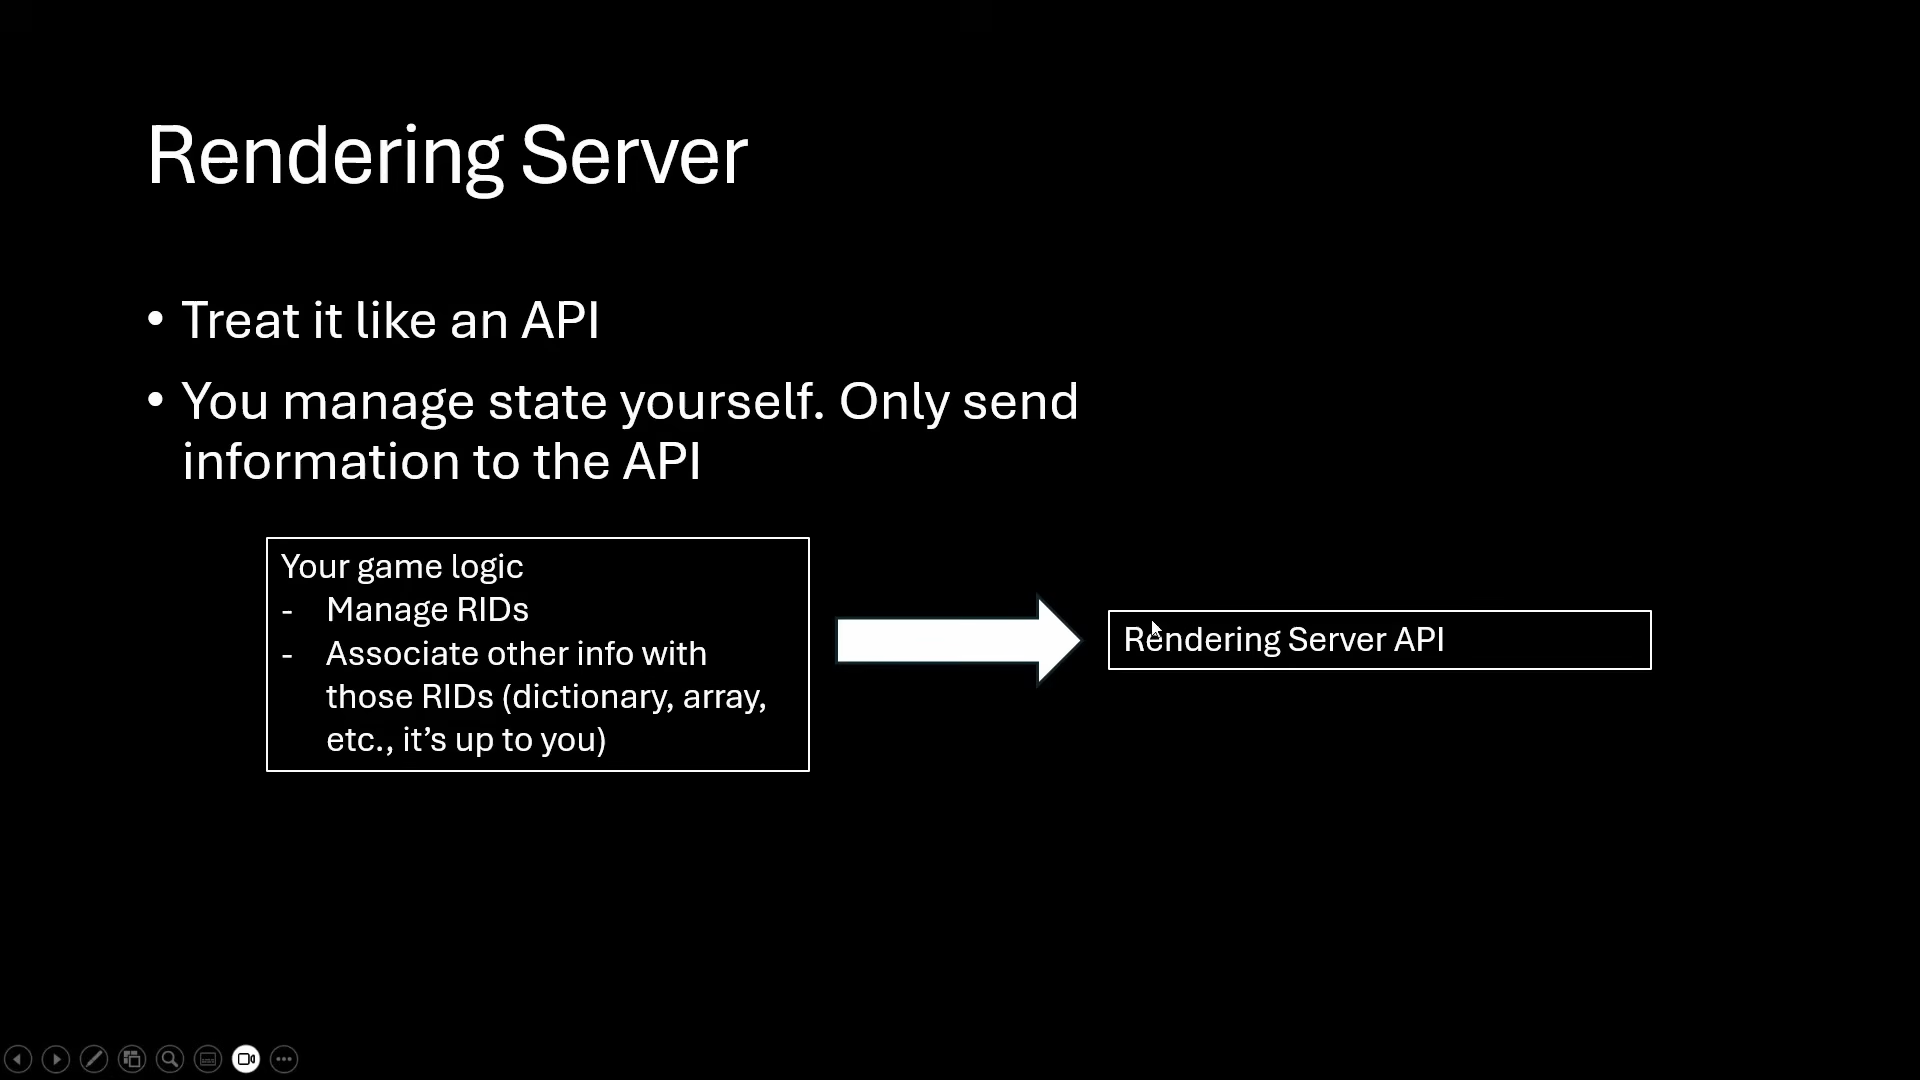 Rendering Server
• Treat it like an API
• You manage state yourself. Only send
information to the API
Your game logic
- Manage RIDs
- Associate other info with
those RIDs (dictionary, array,
etc., it’s up to you)
Rendering Server API